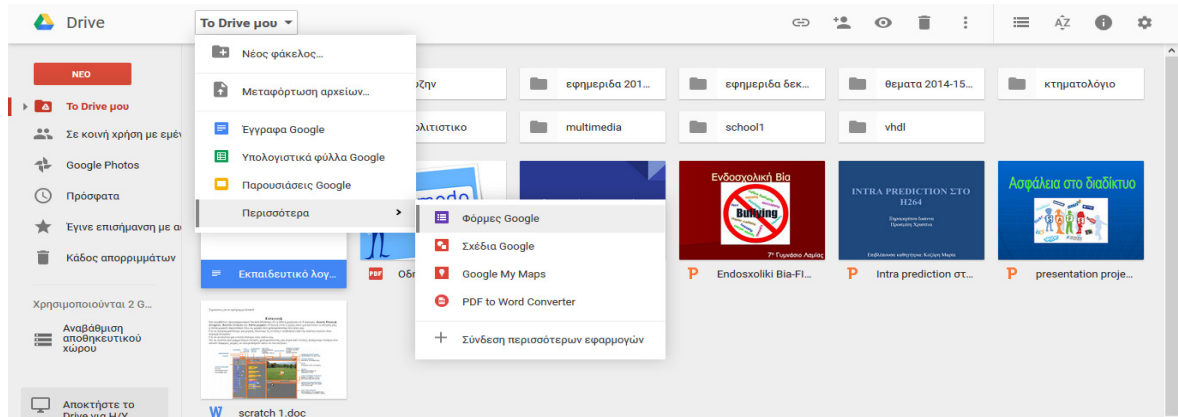 Drive
Το Drive μου
ΝΕΟ
Το Drive μου
Σε κοινή χρήση με εμέ
Google Photos
Πρόσφατα
Έγινε επισήμανση με α
Κάδος απορριμμάτων
Χρησιμοποιούνται 2 G...
Αναβάθμιση
αποθηκευτικού
χώρου
Αποκτήστε το
Drive για Η/Υ
Νέος φάκελος...
Μεταφόρτωση αρχείων...
Έγγραφα Google
Υπολογιστικά φύλλα Google
Παρουσιάσεις Google
Περισσότερα
Φόρμες Google
Σχέδια Google
Google My Maps
PDF to Word Converter
Σύνδεση περισσότερων εφαρμογών
εφημεριδα 201...
εφημεριδα δεκ...
θεματα 2014-15...
κτηματολόγιο
ολιτιστικο
multimedia
school1
vhdl
Ενδοσχολική Βία
Bullying
7ο Γυμνάσιο Λαμίας
INTRA PREDICTION ΣΤΟ
H264
Ασφάλεια στο διαδίκτυο
Εκπαιδευτικό λογ...
PDF
Οδη
P Endosxoliki Bia-FI...
P Intra prediction στ...
P presentation proje...
W scratch 1.doc